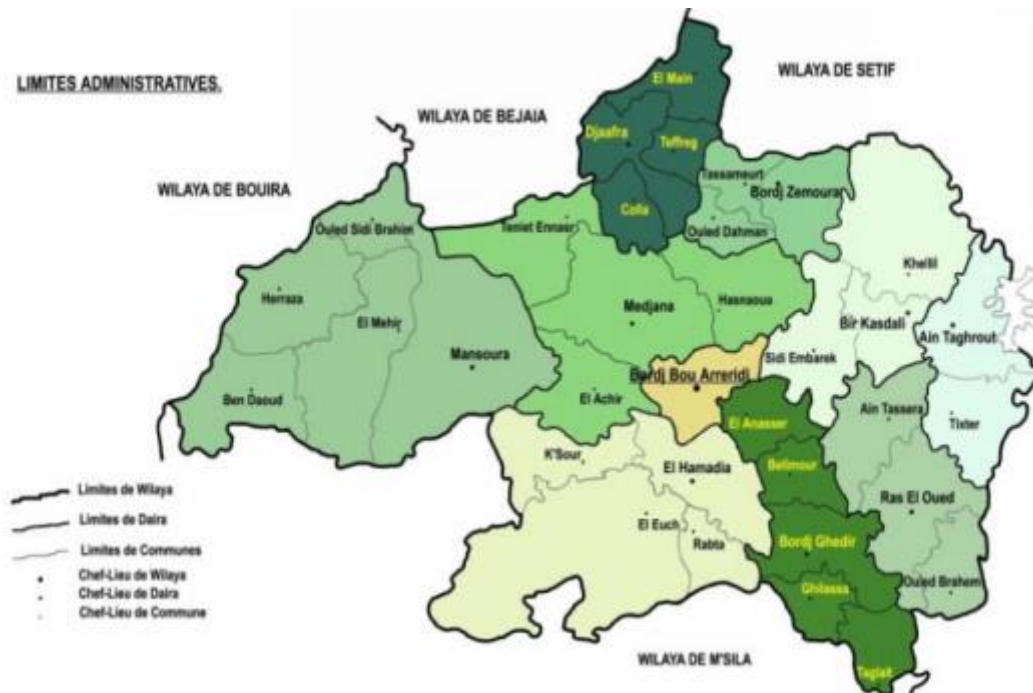 LIMITES ADMINISTRATIVES.
WILAYA DE SETIF
WILAYA DE BEJAIA
WILAYA DE BOUIRA
El Main
Djaafra
Teffreg
Colla
Tassameurt
Bordj Zemoura
Ouled Dahman
Teniet Ennasr
Ouled Sidi Brahim
Khelil
Herraza
Medjana
Hasnaoua
El Mehir
Bir Kasdali
Ain Taghrout
Mansoura
Sidi Embarek
Bordj Bou Arreridj
Ben Daoud
El Achir
Ain Tassera
Tixter
El Anasser
K'Sour
El Hamadia
Belimour
Ras El Oued
El Euch
Rabta
Bordj Ghedir
Ghilassa
Ouled Brahem
Taglait
WILAYA DE M'SILA
Limites de Wilaya
Limites de Daira
Limites de Communes
Chef-Lieu de Wilaya
Chef-Lieu de Daira
Chef-Lieu de Commune